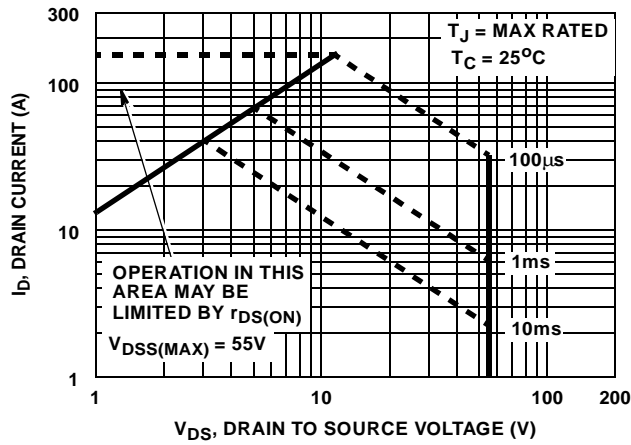 300
100
10
1
I_D, DRAIN CURRENT (A)
T_J = MAX RATED
T_C = 25°C
100μs
1ms
10ms
OPERATION IN THIS
AREA MAY BE
LIMITED BY r_DS(ON)
V_DSS(MAX) = 55V
1
10
100
200
V_DS, DRAIN TO SOURCE VOLTAGE (V)